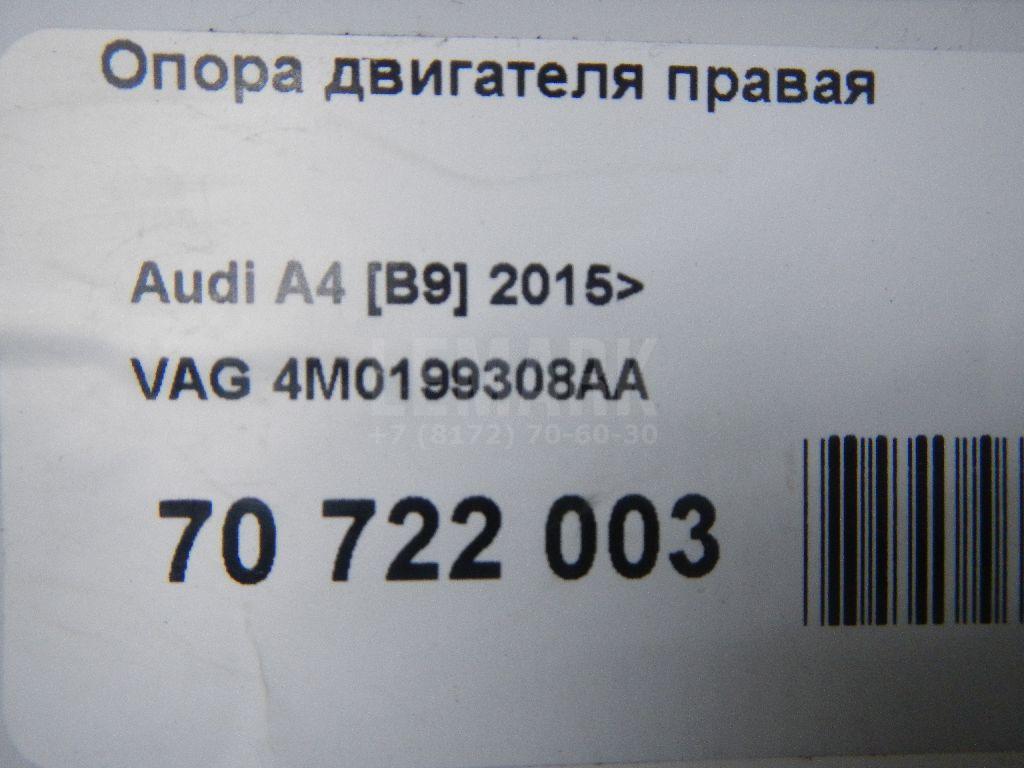 Опора двигателя правая
Audi A4 [B9] 2015>
LEMARK
VAG 4M0199308AA
+7 (8172) 70-60-30
70 722 003